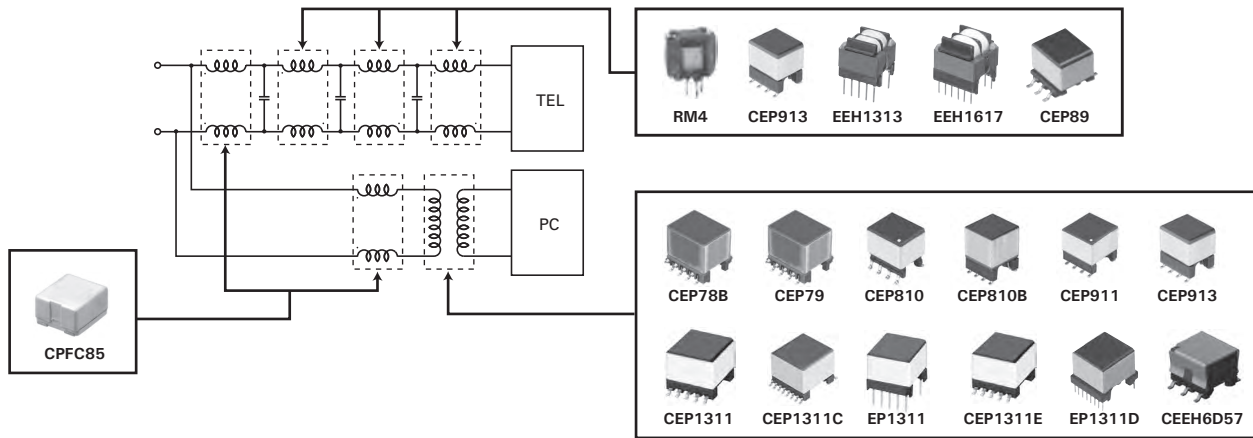 TEL
RM4 CEP913 EEH1313 EEH1617 CEP89
PC
CPFC85
CEP78B CEP79 CEP810 CEP810B CEP911 CEP913
CEP1311 CEP1311C EP1311 CEP1311E EP1311D CEEH6D57